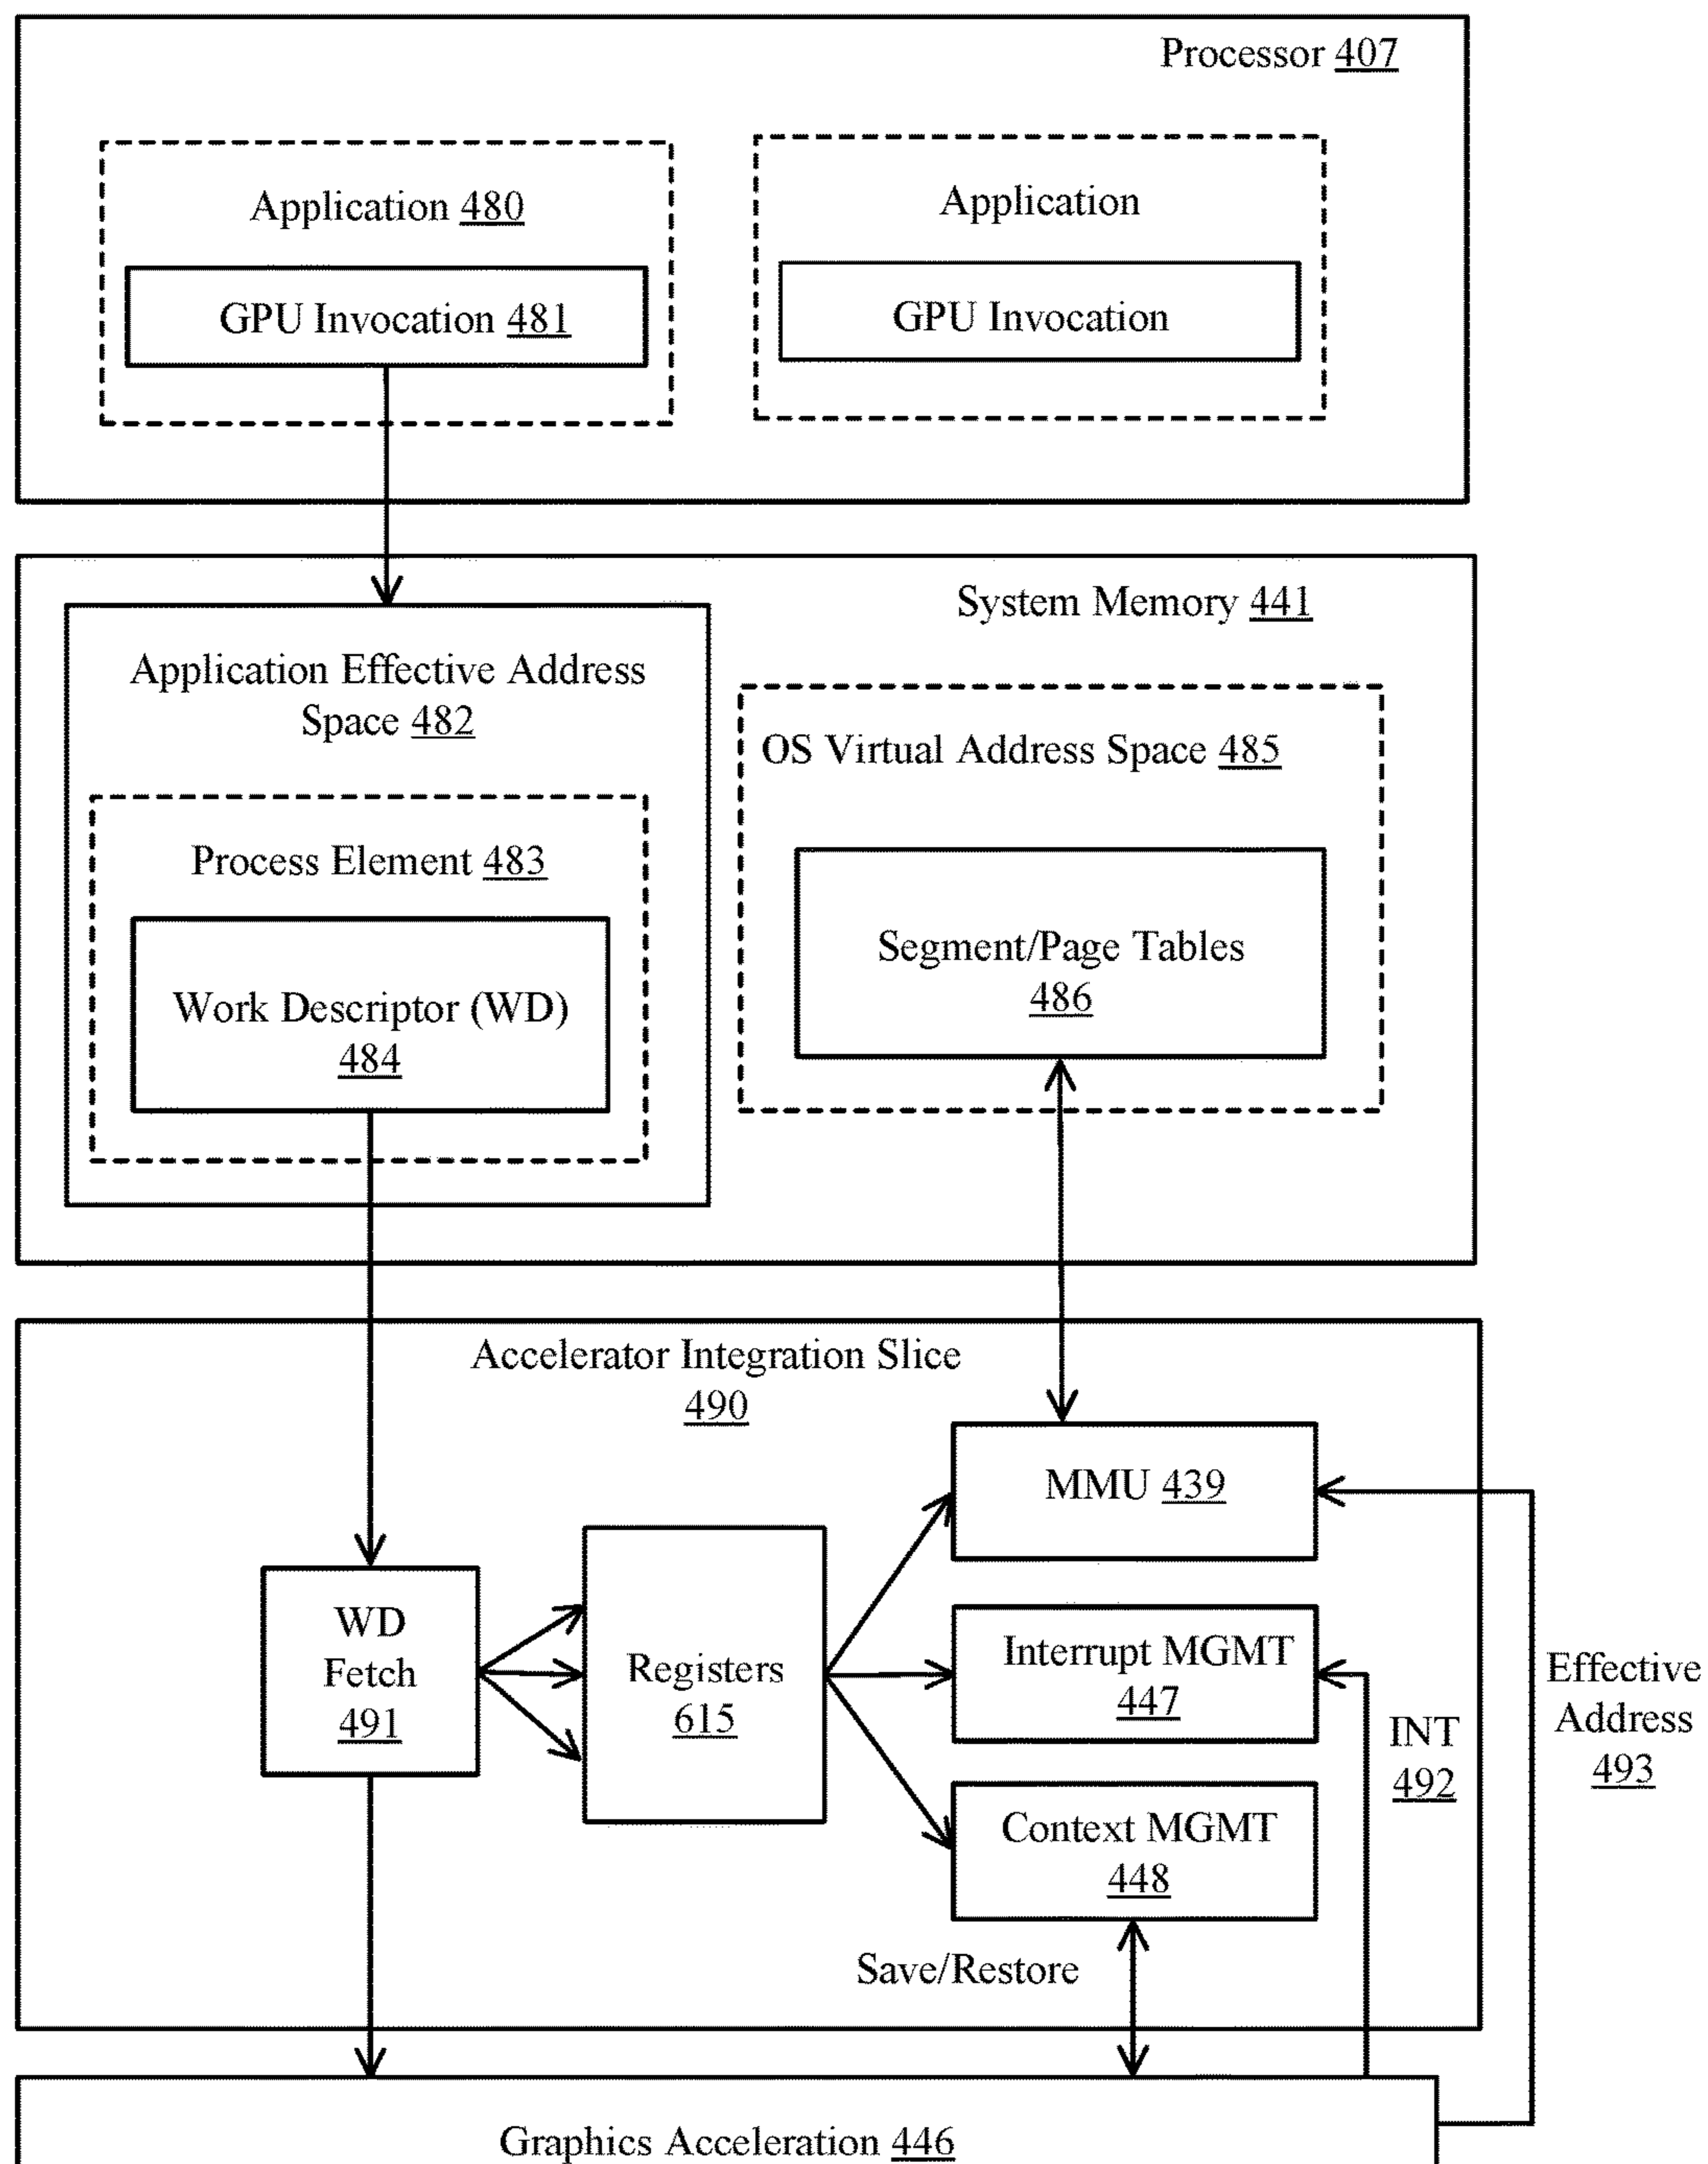 Processor 407
Application 480
GPU Invocation 481
Application
GPU Invocation
System Memory 441
Application Effective Address
Space 482
Process Element 483
Work Descriptor (WD)
484
OS Virtual Address Space 485
Segment/Page Tables
486
Accelerator Integration Slice
490
WD
Fetch
491
Registers
615
MMU 439
Interrupt MGMT
447
Context MGMT
448
Save/Restore
INT
492
Effective
Address
493
Graphics Acceleration 446